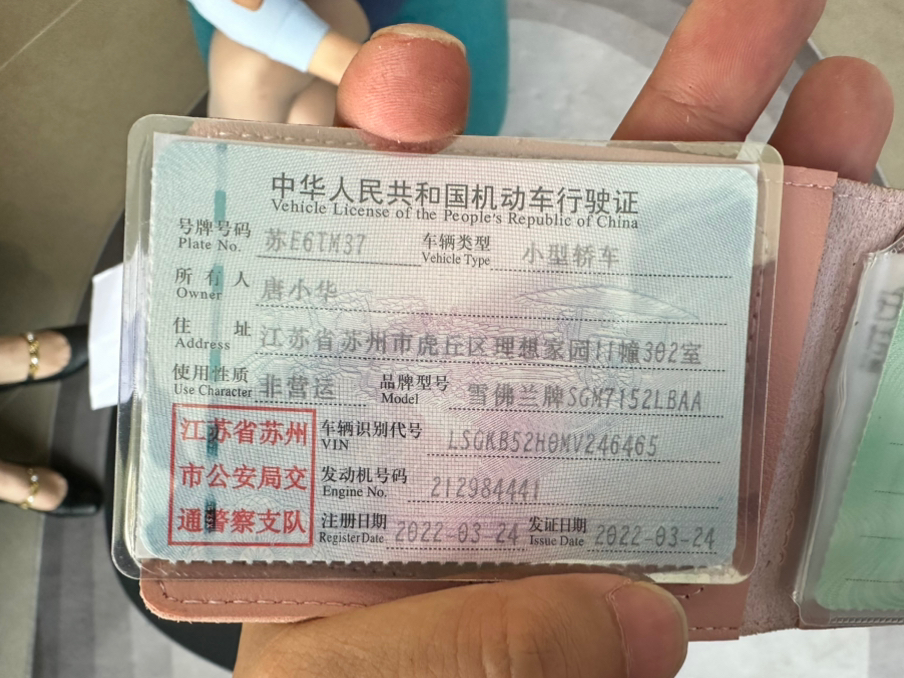 中华人民共和国机动车行驶证
Vehicle License of the People's Republic of China
号牌号码 苏E6TM37 车辆类型 小型轿车
Plate No. Vehicle Type
所有人 唐小华
Owner
住址 江苏省苏州市虎丘区理想家园11幢302室
Address
使用性质 非营运 品牌型号 雪佛兰牌SGM7152LBAA
Use Character Model
江苏省苏州
市公安局交
通警察支队
车辆识别代号 LSGKB52H0MV246465
VIN
发动机号码 212984441
Engine No.
注册日期 2022-03-24 发证日期 2022-03-24
Register Date Issue Date